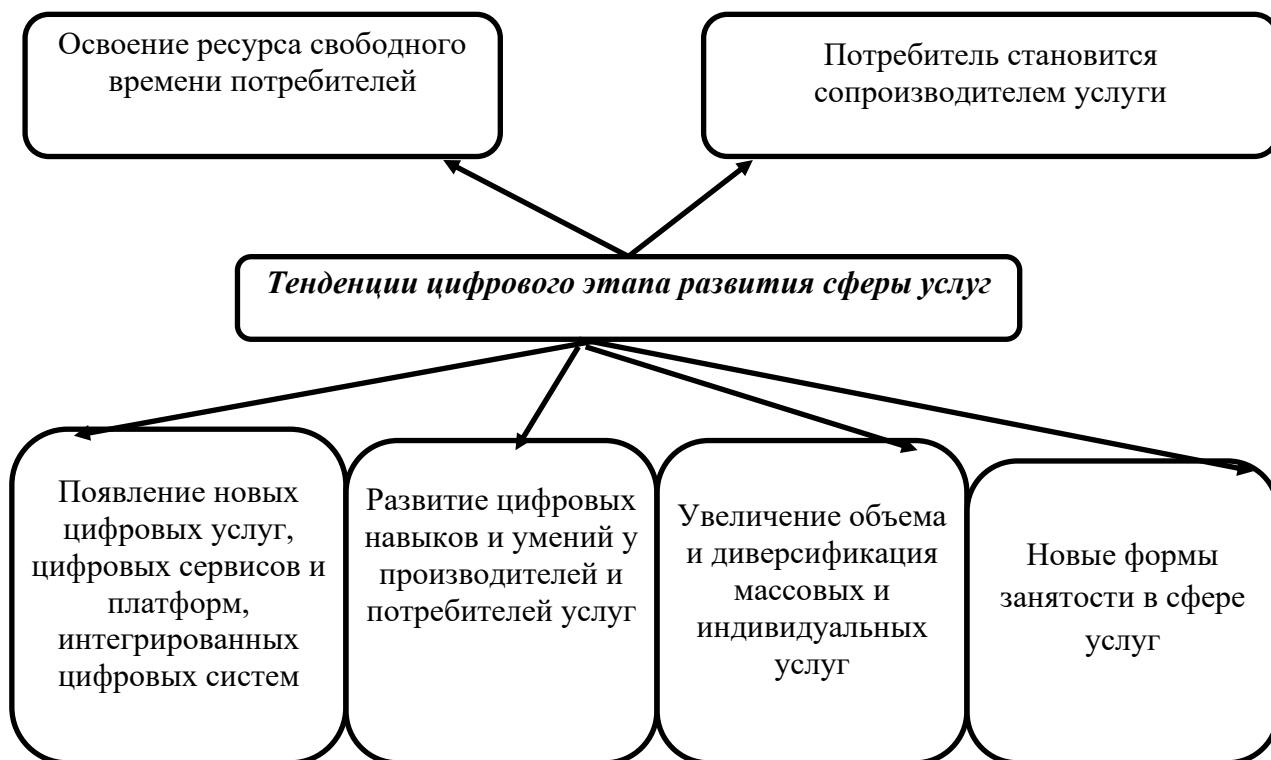 Освоение ресурса свободного
времени потребителей
Потребитель становится
сопроизводителем услуги
Тенденции цифрового этапа развития сферы услуг
Появление новых
цифровых услуг,
цифровых сервисов и
платформ,
интегрированных
цифровых систем
Развитие цифровых
навыков и умений у
производителей и
потребителей услуг
Увеличение объема
и диверсификация
массовых и
индивидуальных
услуг
Новые формы
занятости в сфере
услуг